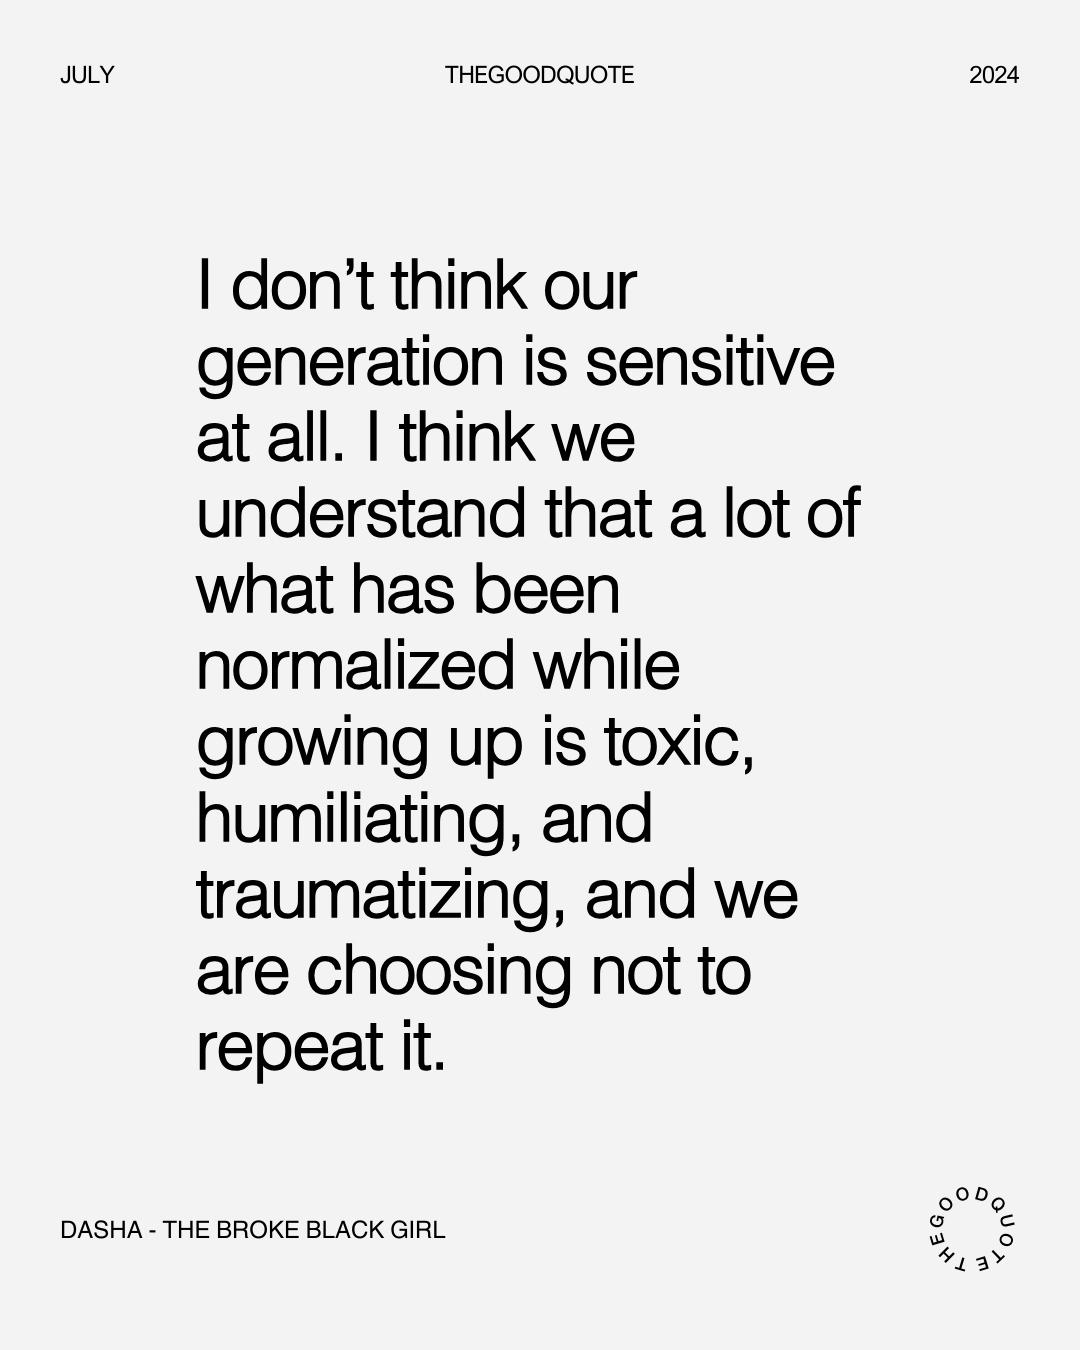 JULY THEGOODQUOTE 2024
I don’t think our
generation is sensitive
at all. I think we
understand that a lot of
what has been
normalized while
growing up is toxic,
humiliating, and
traumatizing, and we
are choosing not to
repeat it.
DASHA - THE BROKE BLACK GIRL
THEGOODQUOTE